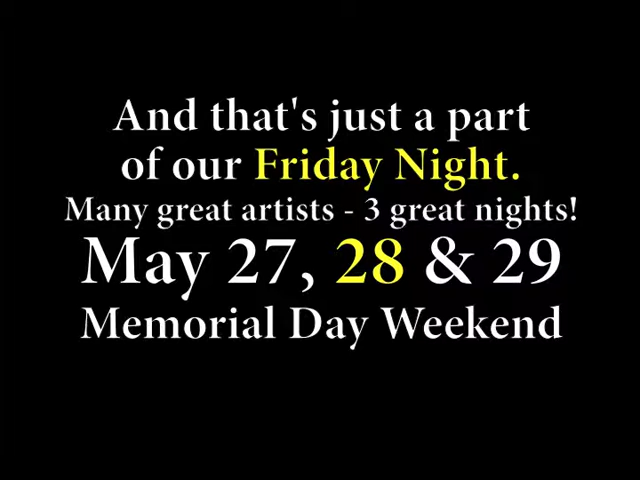 And that's just a part
of our Friday Night.
Many great artists - 3 great nights!
May 27, 28 & 29
Memorial Day Weekend